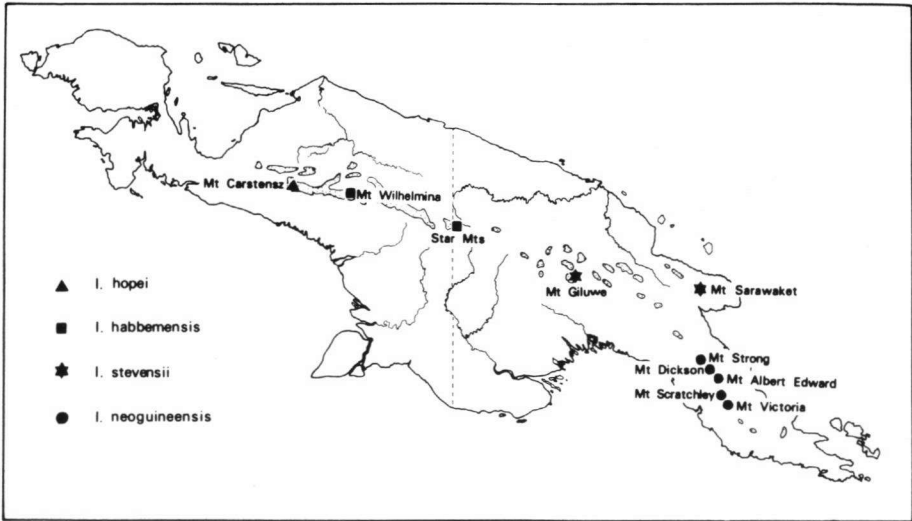 Mt Carstensz
Mt Wilhelmina
Star Mts
Mt Giluwe
Mt Sarawaket
Mt Strong
Mt Dickson
Mt Albert Edward
Mt Scratchley
Mt Victoria
I. hopei
I. habbemensis
I. stevensii
I. neoguineensis